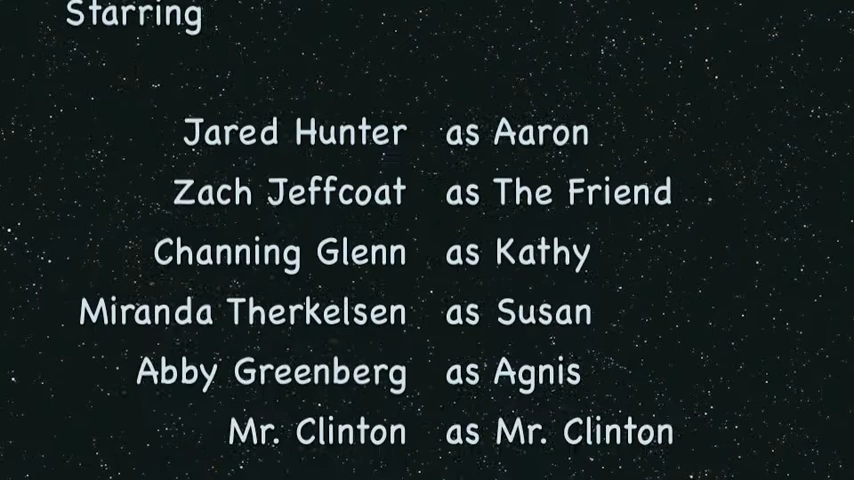 Starring
Jared Hunter as Aaron
Zach Jeffcoat as The Friend
Channing Glenn as Kathy
Miranda Therkelsen as Susan
Abby Greenberg as Agnis
Mr. Clinton as Mr. Clinton